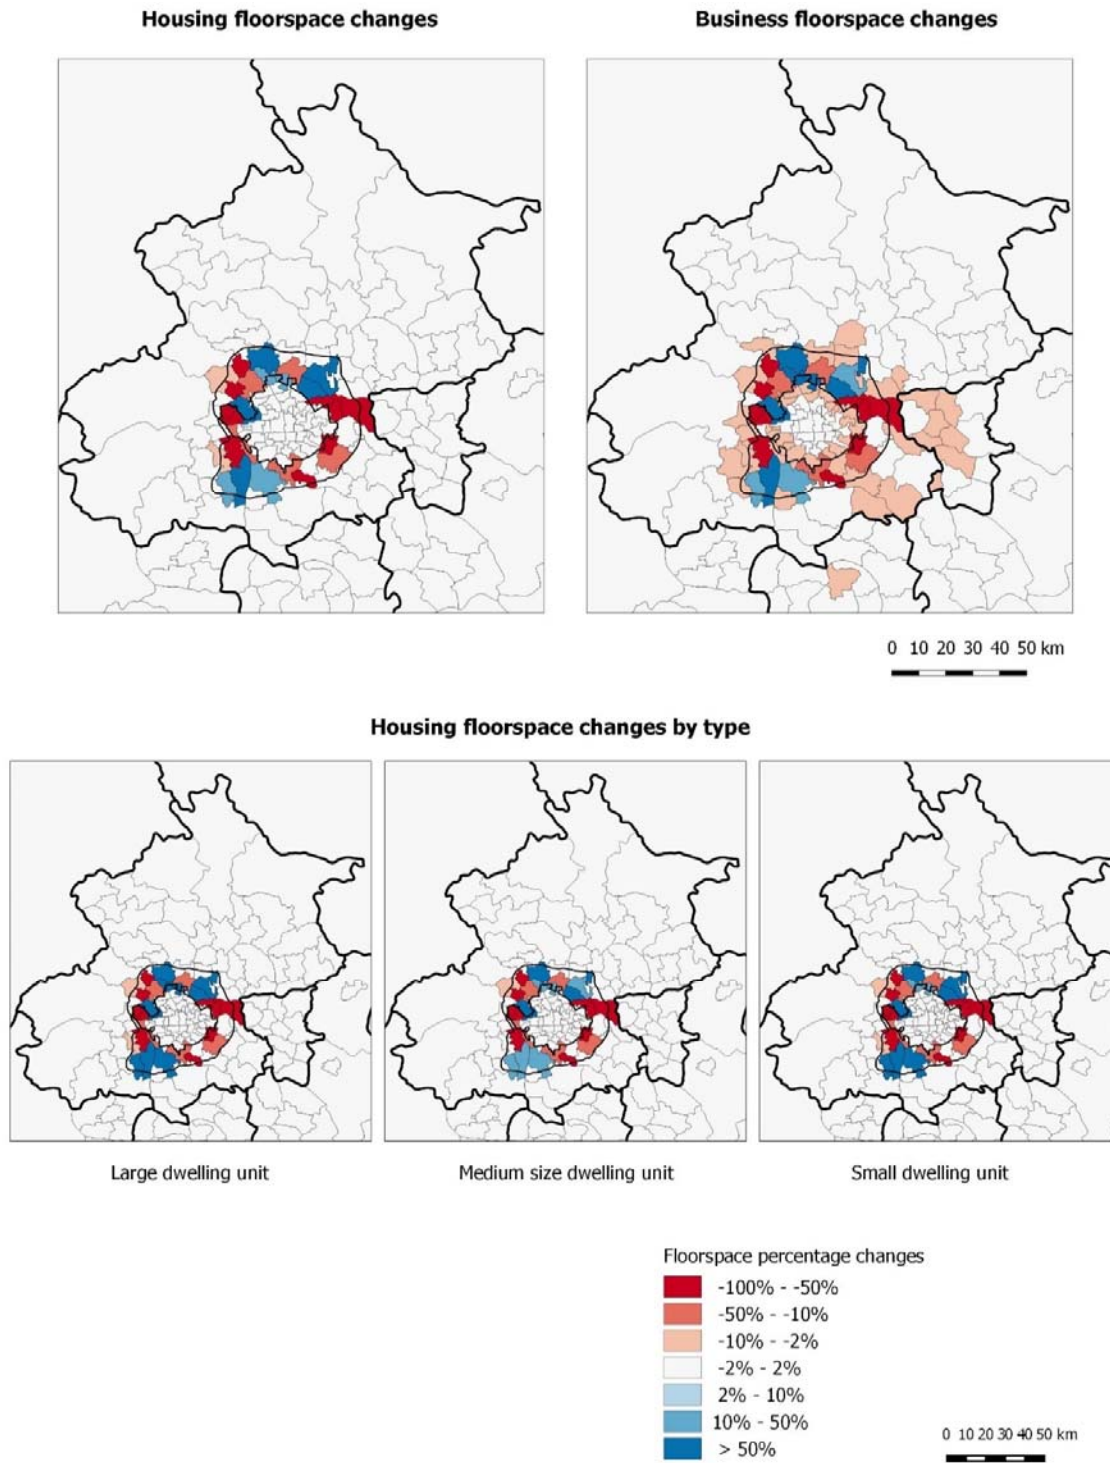 Housing floorspace changes
Business floorspace changes
0 10 20 30 40 50 km
Housing floorspace changes by type
Large dwelling unit
Medium size dwelling unit
Small dwelling unit
Floorspace percentage changes
-100% - -50%
-50% - -10%
-10% - -2%
-2% - 2%
2% - 10%
10% - 50%
> 50%
0 10 20 30 40 50 km